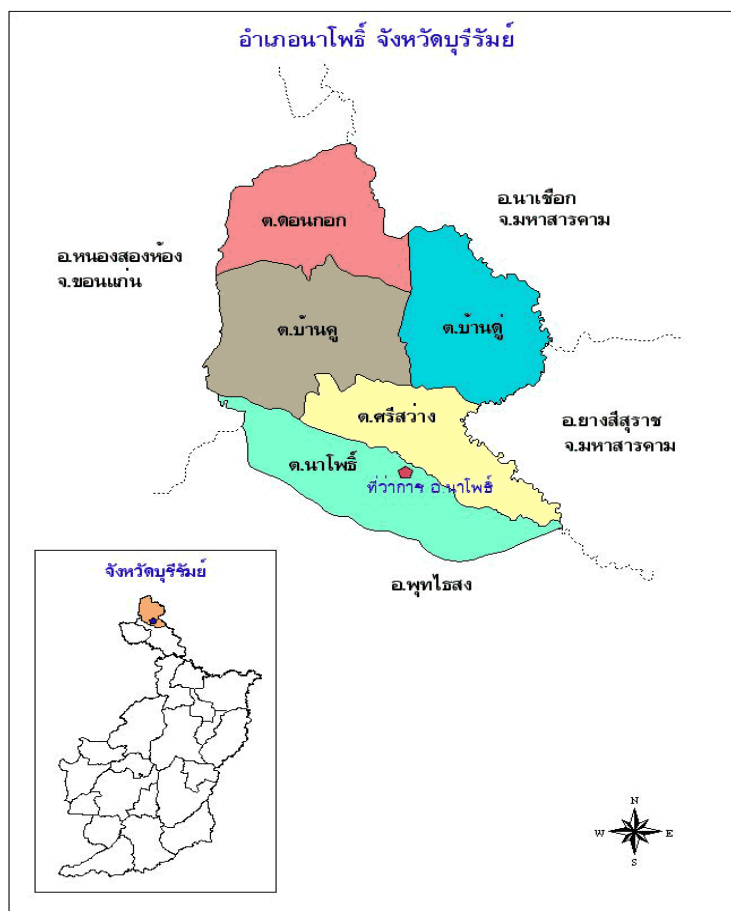 อำเภอนาโพธิ์ จังหวัดบุรีรัมย์
อ.นาเชือก
จ.มหาสารคาม
ต.ดอนกอก
อ.หนองสองห้อง
จ.ขอนแก่น
ต.บ้านคู
ต.บ้านดู่
ต.ศรีสว่าง
อ.ยางสีสุราช
จ.มหาสารคาม
ต.นาโพธิ์
ที่ว่าการ อ.นาโพธิ์
อ.พุทไธสง
จังหวัดบุรีรัมย์
N
W E
S